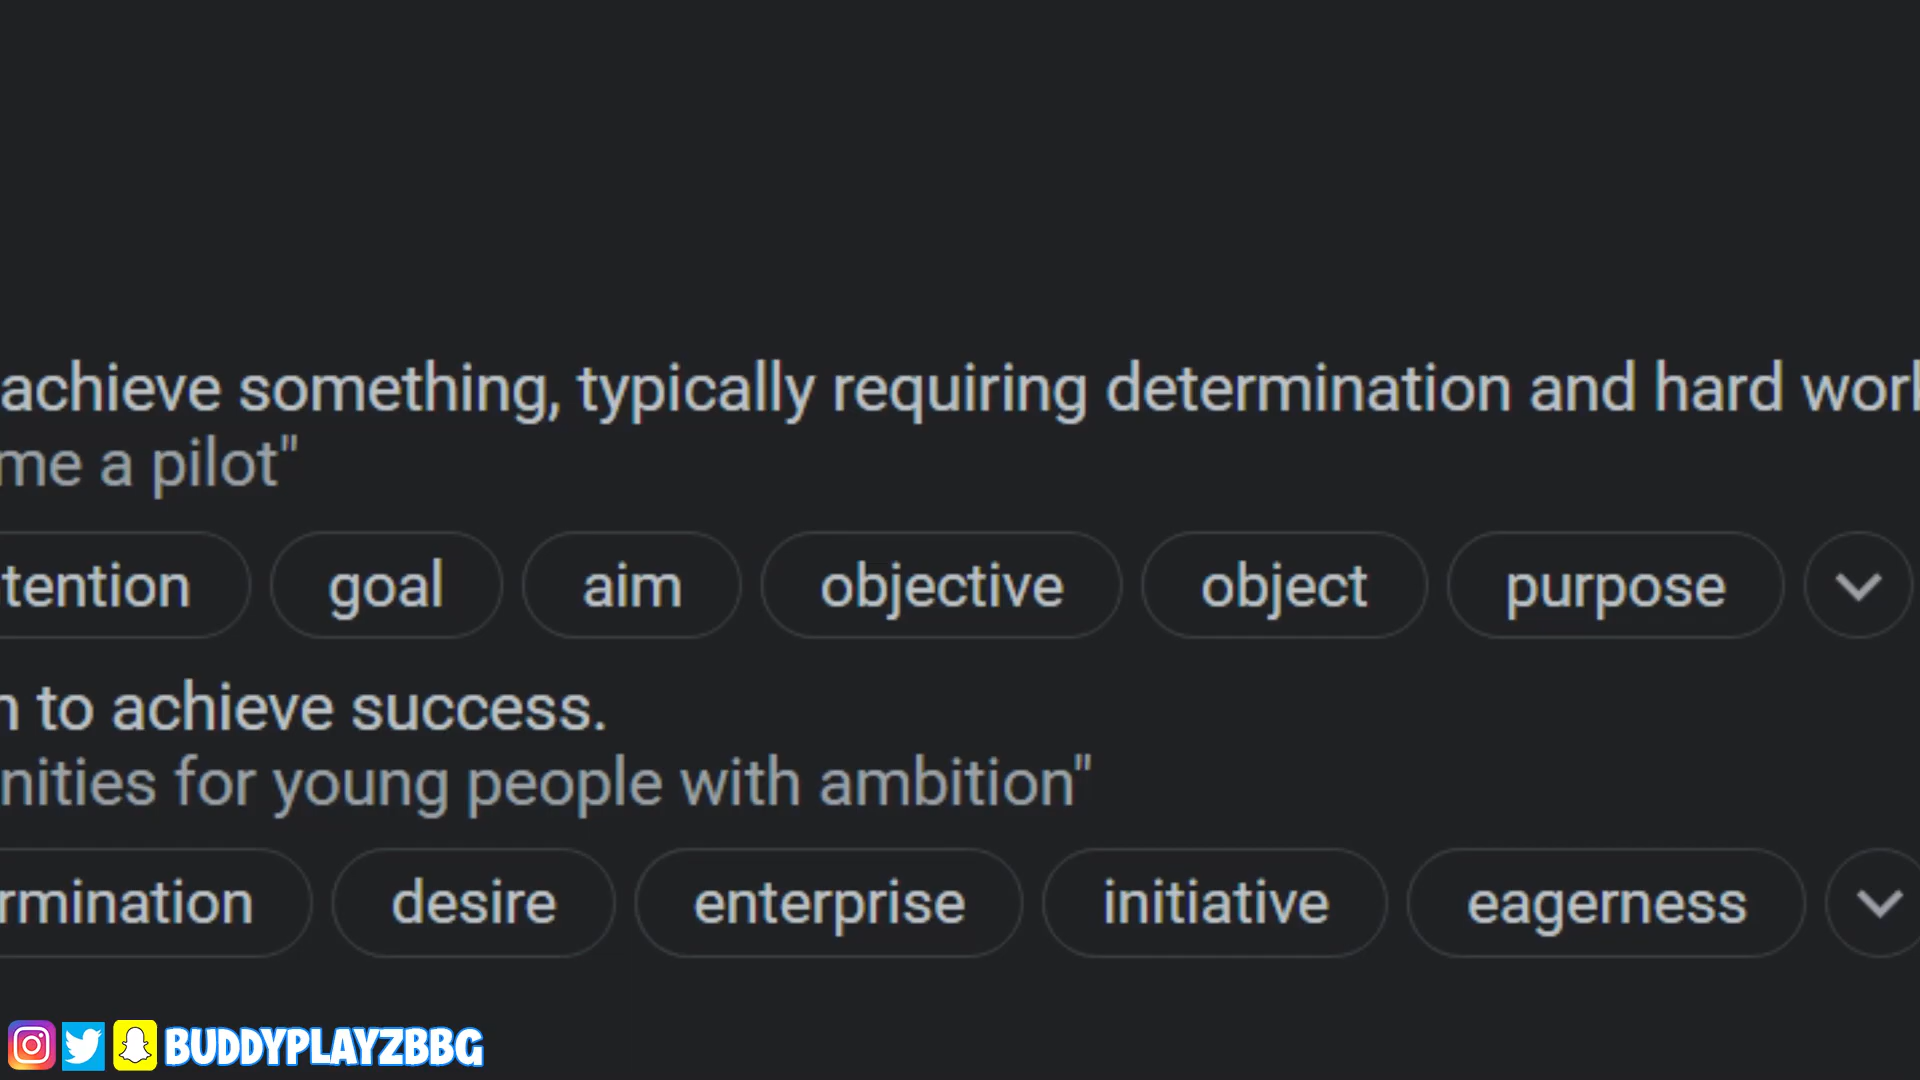 achieve something, typically requiring determination and hard work
me a pilot"
tention goal aim objective object purpose
n to achieve success.
nities for young people with ambition"
rmination desire enterprise initiative eagerness
BUDDYPLAYZBBG